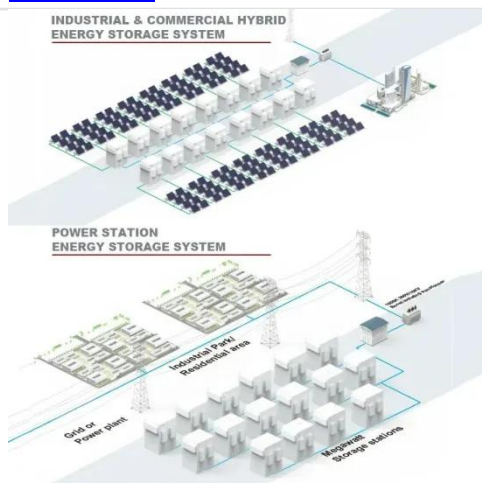 INDUSTRIAL & COMMERCIAL HYBRID
ENERGY STORAGE SYSTEM
POWER STATION
ENERGY STORAGE SYSTEM
Industrial Park/
Residential area
Grid or
Power plant
Megawatt
Storage stations